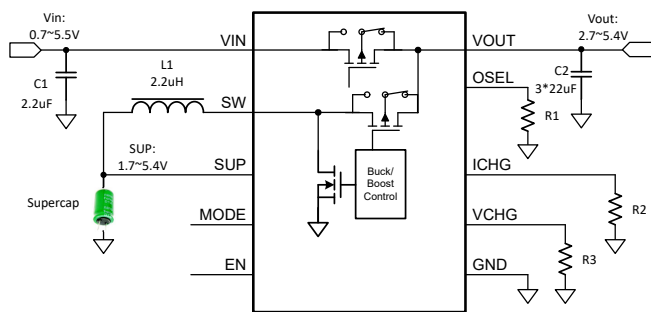 Vin:
0.7~5.5V
C1
2.2uF
L1
2.2uH
SUP:
1.7~5.4V
Supercap
VIN
SW
SUP
MODE
EN
Buck/
Boost
Control
VOUT
OSEL
ICHG
VCHG
GND
Vout:
2.7~5.4V
C2
3*22uF
R1
R2
R3